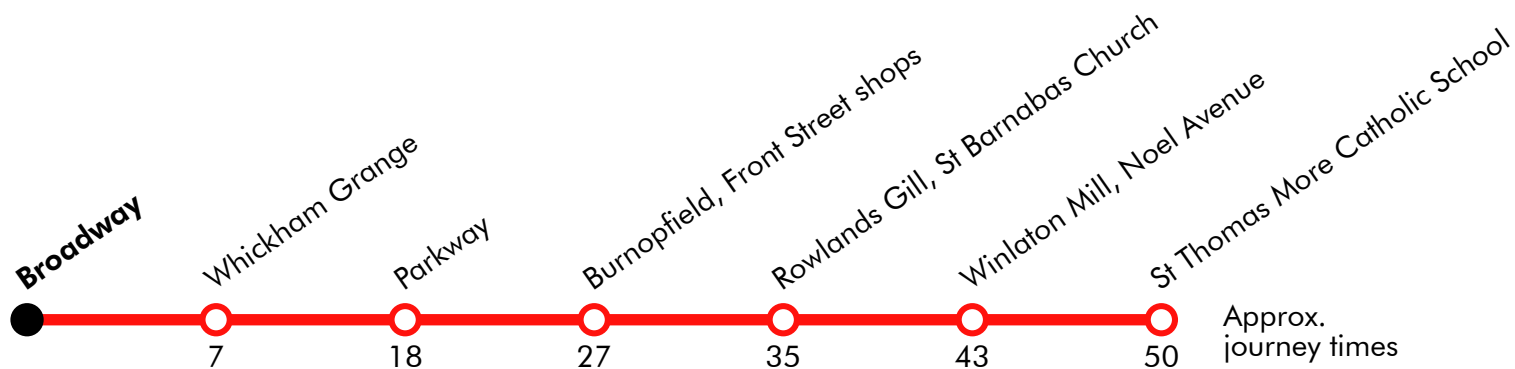 Broadway
Whickham Grange
Parkway
Burnopfield, Front Street shops
Rowlands Gill, St Barnabas Church
Winlaton Mill, Noel Avenue
St Thomas More Catholic School
7 18 27 35 43 50
Approx.
journey times